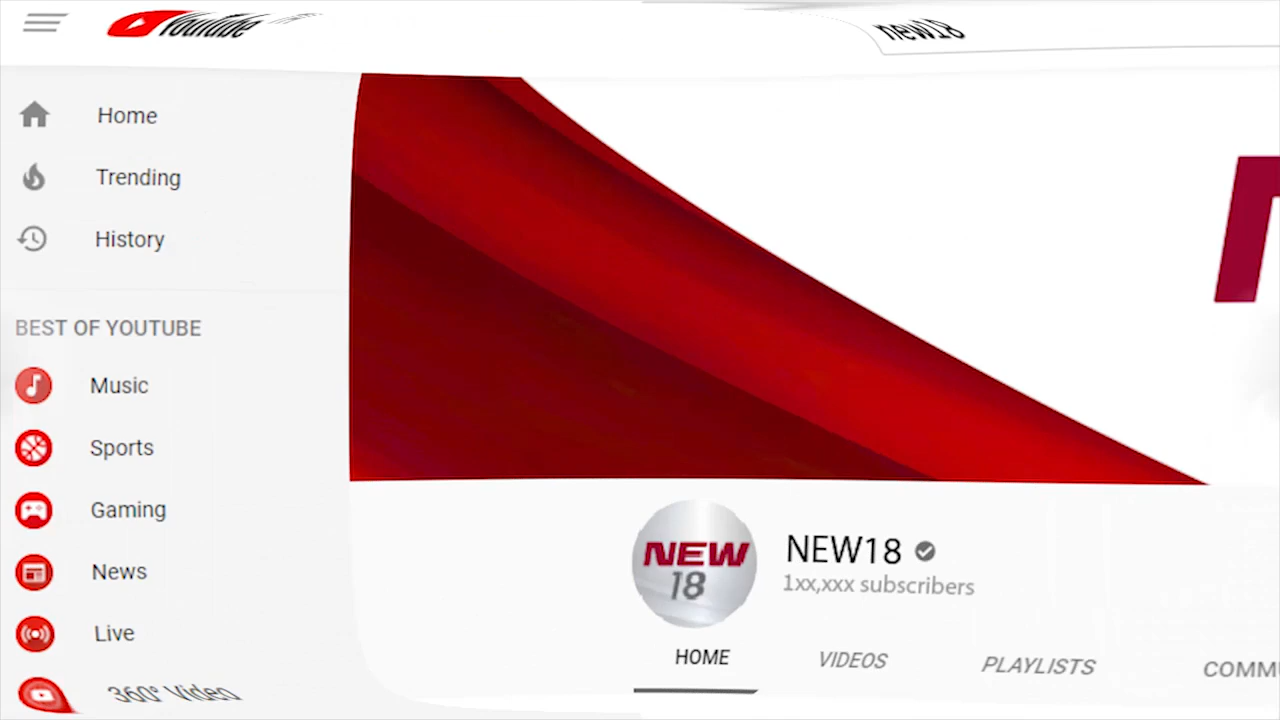 YouTube
new18
Home
Trending
History
BEST OF YOUTUBE
Music
Sports
Gaming
News
Live
360° Video
NEW
18
NEW18
1xx,xxx subscribers
HOME VIDEOS PLAYLISTS COMMU